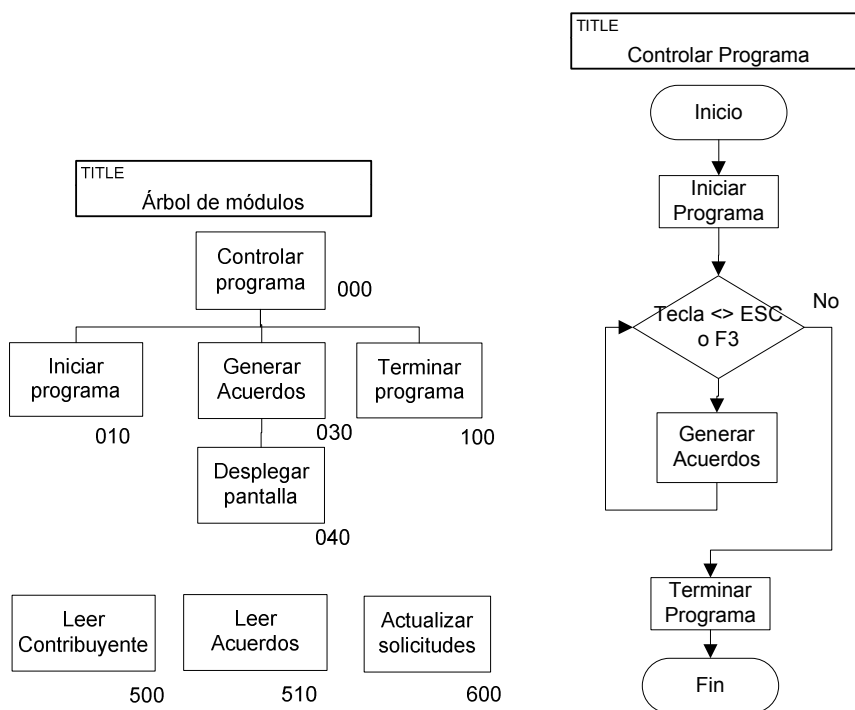 TITLE
Árbol de módulos
Controlar
programa
000
Iniciar
programa
010
Generar
Acuerdos
030
Terminar
programa
100
Desplegar
pantalla
040
Leer
Contribuyente
500
Leer
Acuerdos
510
Actualizar
solicitudes
600
TITLE
Controlar Programa
Inicio
Iniciar
Programa
Tecla <> ESC
o F3
No
Generar
Acuerdos
Terminar
Programa
Fin